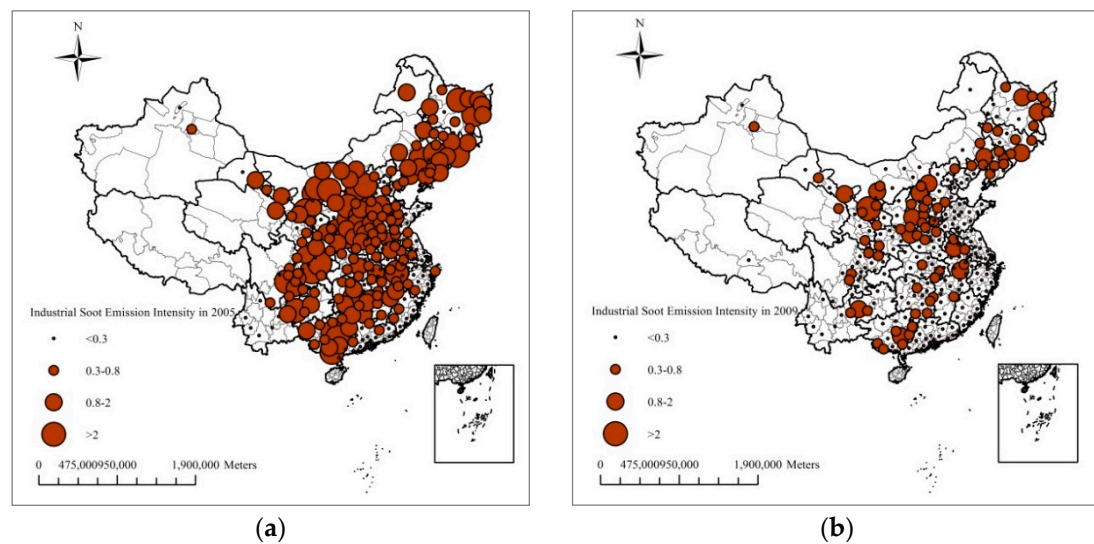 N
Industrial Soot Emission Intensity in 2005
<0.3
0.3-0.8
0.8-2
>2
0 475,000950,000 1,900,000 Meters
(a)
N
Industrial Soot Emission Intensity in 2009
<0.3
0.3-0.8
0.8-2
>2
0 475,000950,000 1,900,000 Meters
(b)